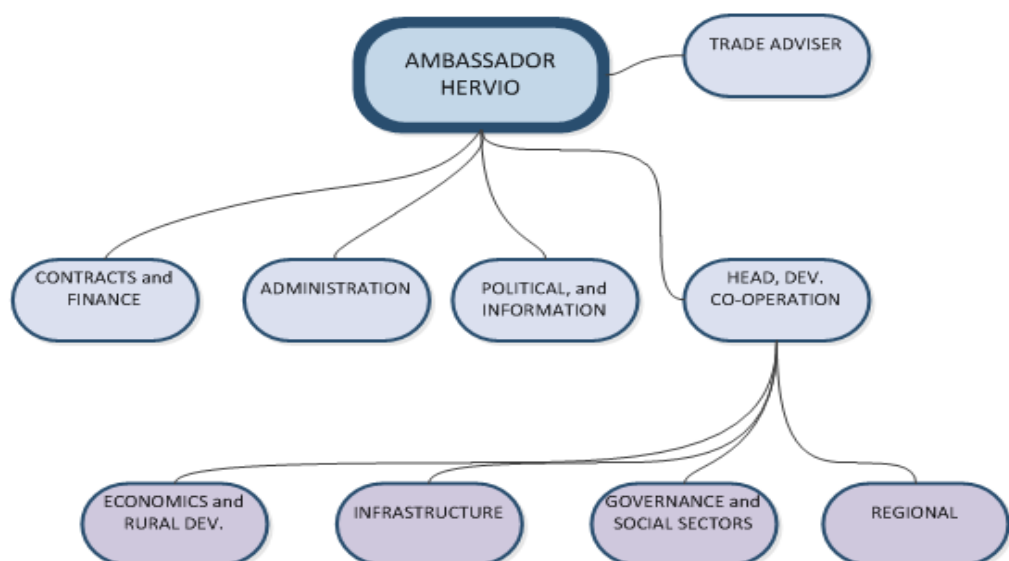 AMBASSADOR
HERVIO
TRADE ADVISER
CONTRACTS and
FINANCE
ADMINISTRATION
POLITICAL, and
INFORMATION
HEAD, DEV.
CO-OPERATION
ECONOMICS and
RURAL DEV.
INFRASTRUCTURE
GOVERNANCE and
SOCIAL SECTORS
REGIONAL